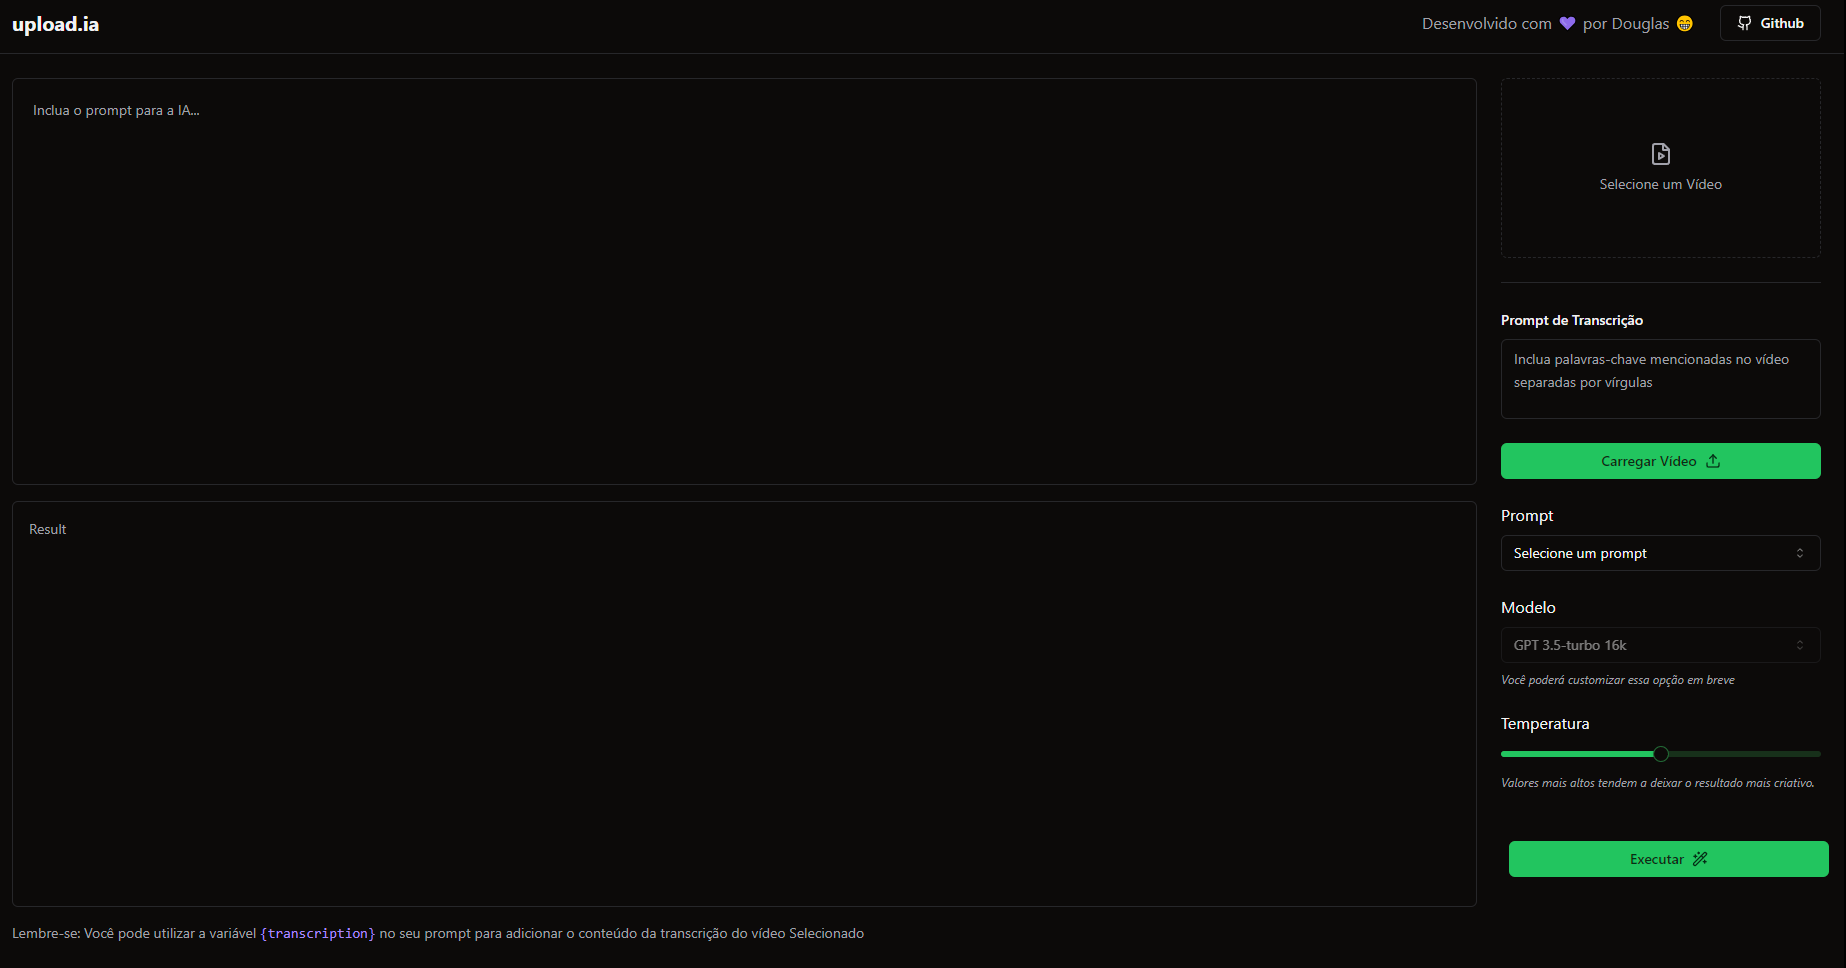 upload.ia
Desenvolvido com 💜 por Douglas 😁
Github
Inclua o prompt para a IA...
Result
Lembre-se: Você pode utilizar a variável {transcription} no seu prompt para adicionar o conteúdo da transcrição do vídeo Selecionado
Selecione um Vídeo
Prompt de Transcrição
Inclua palavras-chave mencionadas no vídeo
separadas por vírgulas
Carregar Vídeo
Prompt
Selecione um prompt
Modelo
GPT 3.5-turbo 16k
Você poderá customizar essa opção em breve
Temperatura
Valores mais altos tendem a deixar o resultado mais criativo.
Executar